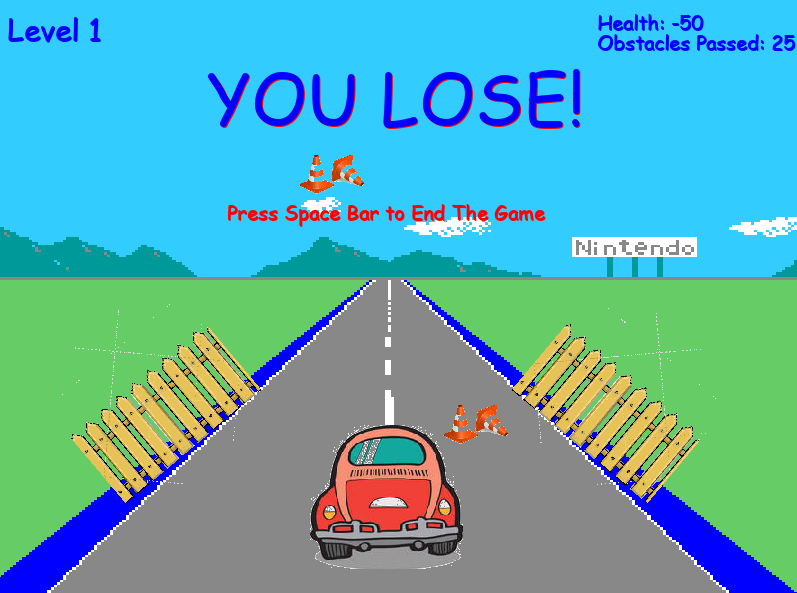 Level 1
Health: -50
Obstacles Passed: 25
YOU LOSE!
Press Space Bar to End The Game
Nintendo